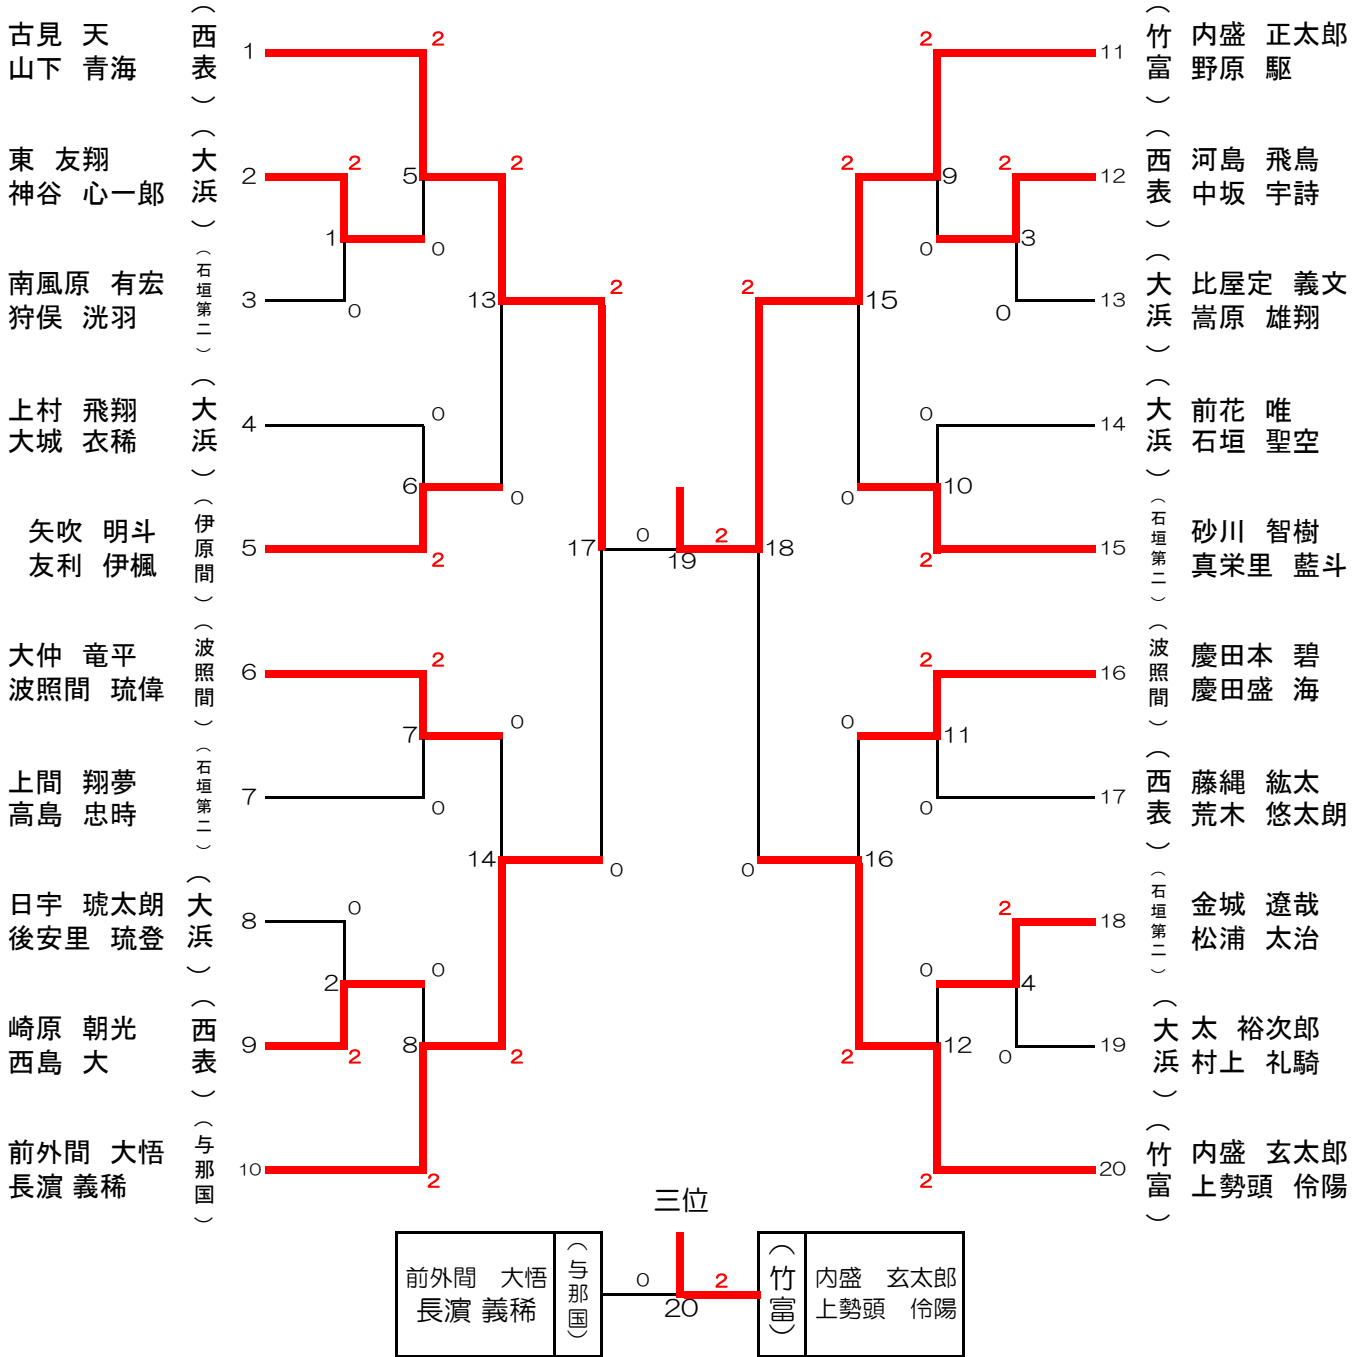 古見 天
山下 青海
（西表）
1
東 友翔
神谷 心一郎
（大浜）
2
南風原 有宏
狩俣 洸羽
（石垣第二）
3
上村 飛翔
大城 衣稀
（大浜）
4
矢吹 明斗
友利 伊楓
（伊原間）
5
大仲 竜平
波照間 琉偉
（波照間）
6
上間 翔夢
高島 忠時
（石垣第二）
7
日宇 琥太朗
後安里 琉登
（大浜）
8
崎原 朝光
西島 大
（西表）
9
前外間 大悟
長濵 義稀
（与那国）
10
2
2
1
0
5
0
2
13
0
6
2
0
2
17
2
7
0
0
14
0
2
2
0
8
2
2
0
0
19
2
18
2
2
9
2
3
0
0
2
15
0
10
2
0
2
11
0
0
16
0
2
4
0
0
12
2
2
0
11
（竹富）
内盛 正太郎
野原 駆
12
（西表）
河島 飛鳥
中坂 宇詩
13
（大浜）
比屋定 義文
嵩原 雄翔
14
（大浜）
前花 唯
石垣 聖空
15
（石垣第二）
砂川 智樹
真栄里 藍斗
16
（波照間）
慶田本 碧
慶田盛 海
17
（西表）
藤縄 紘太
荒木 悠太朗
18
（石垣第二）
金城 遼哉
松浦 太治
19
（大浜）
太 裕次郎
村上 礼騎
20
（竹富）
内盛 玄太郎
上勢頭 伶陽
三位
前外間 大悟
長濵 義稀
（与那国）
0
20
2
（竹富）
内盛 玄太郎
上勢頭 伶陽